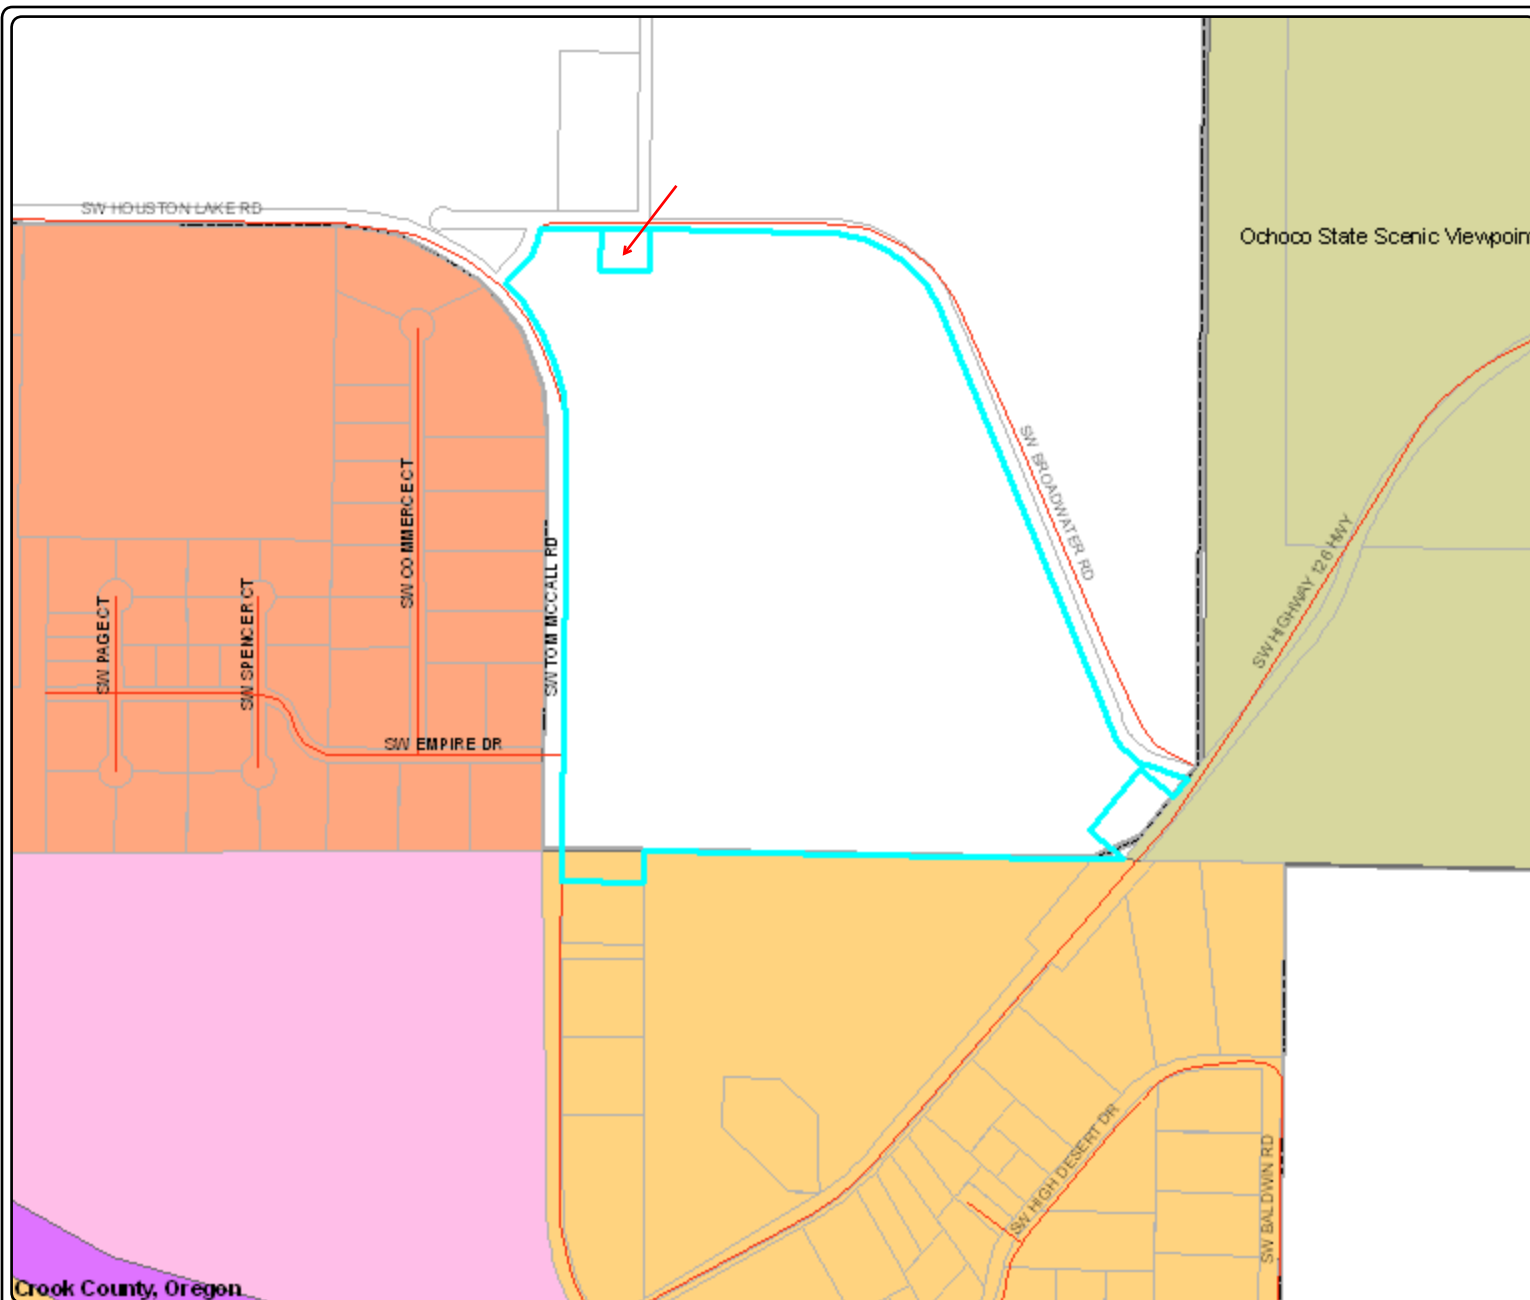 SW HOUSTON LAKE RD
Ochoco State Scenic Viewpoin
SW BROADWATER RD
SW COMMERCE CT
SW HIGHWAY 126 HWY
SW TOM MCCALL RD
SW PAGE CT
SW SPENCER CT
SW EMPIRE DR
SW HIGH DESERT DR
SW BALDWIN RD
Crook County, Oregon